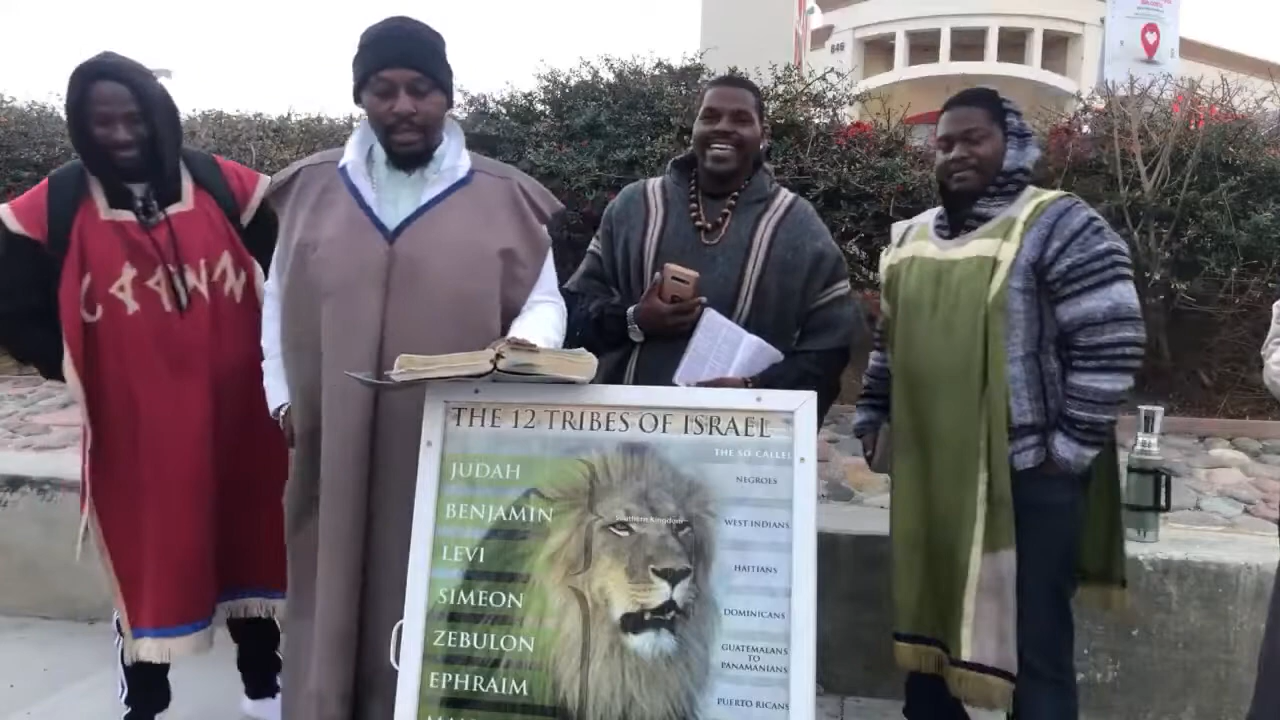 646
THE 12 TRIBES OF ISRAEL
THE SO CALLED
JUDAH
NEGROES
Southern Kingdom
BENJAMIN
WEST INDIANS
LEVI
HAITIANS
SIMEON
DOMINICANS
ZEBULON
GUATEMALANS
TO
PANAMANIANS
EPHRAIM
PUERTO RICANS